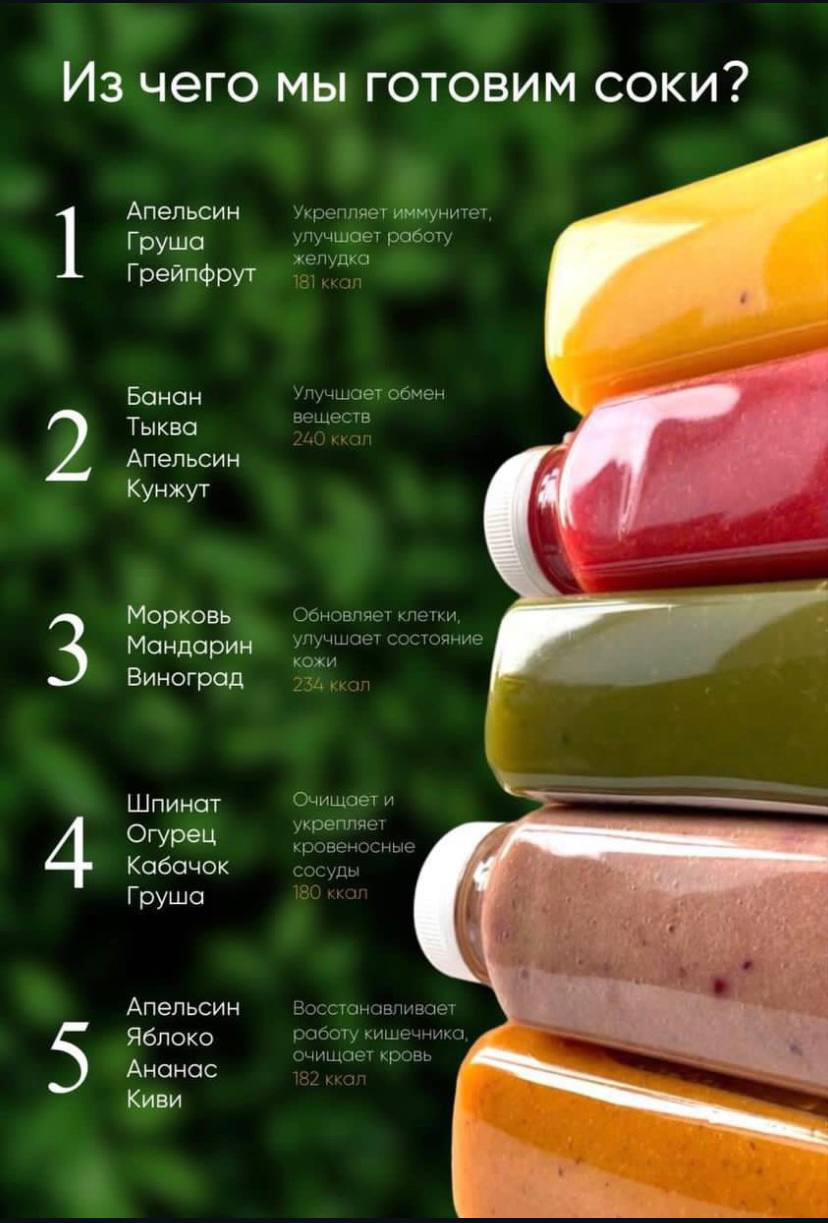 Из чего мы готовим соки?
1
Апельсин
Груша
Грейпфрут
Укрепляет иммунитет,
улучшает работу
желудка
181 ккал
2
Банан
Тыква
Апельсин
Кунжут
Улучшает обмен
веществ
240 ккал
3
Морковь
Мандарин
Виноград
Обновляет клетки,
улучшает состояние
кожи
234 ккал
4
Шпинат
Огурец
Кабачок
Груша
Очищает и
укрепляет
кровеносные
сосуды
180 ккал
5
Апельсин
Яблоко
Ананас
Киви
Восстанавливает
работу кишечника,
очищает кровь
182 ккал